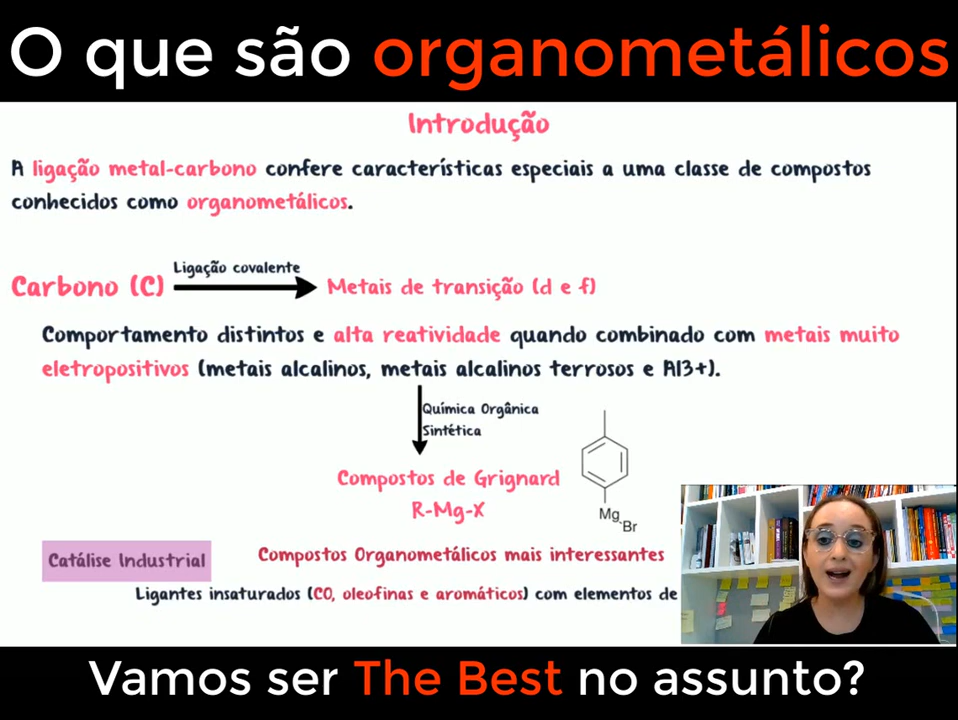 O que são organometálicos
Introdução
A ligação metal-carbono confere características especiais a uma classe de compostos
conhecidos como organometálicos.
Ligação covalente
Carbono (C) Metais de transição (d e f)
Comportamento distintos e alta reatividade quando combinado com metais muito
eletropositivos (metais alcalinos, metais alcalinos terrosos e Al3+).
Química Orgânica
Sintética
Compostos de Grignard
R-Mg-X
Mg
Br
Catálise Industrial
Compostos Organometálicos mais interessantes
Ligantes insaturados (CO, oleofinas e aromáticos) com elementos de
Vamos ser The Best no assunto?